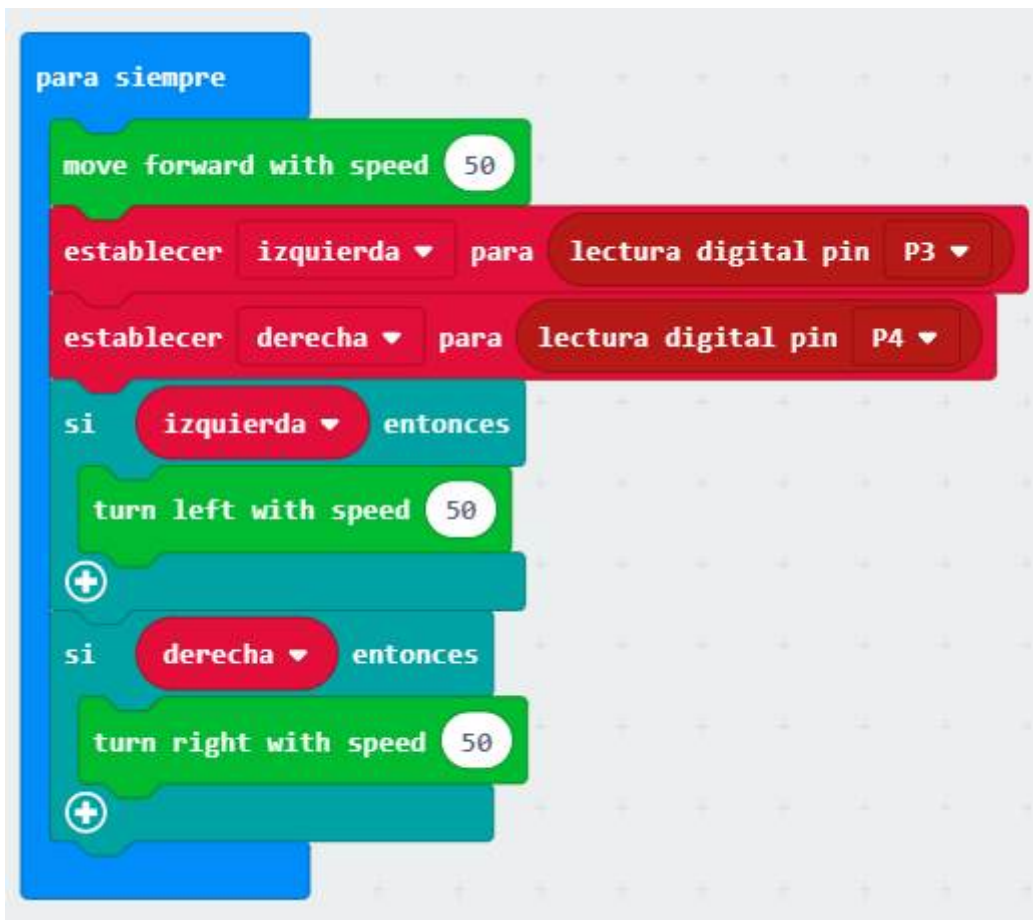 para siempre
move forward with speed 50
establecer izquierda para lectura digital pin P3
establecer derecha para lectura digital pin P4
si izquierda entonces
turn left with speed 50
si derecha entonces
turn right with speed 50